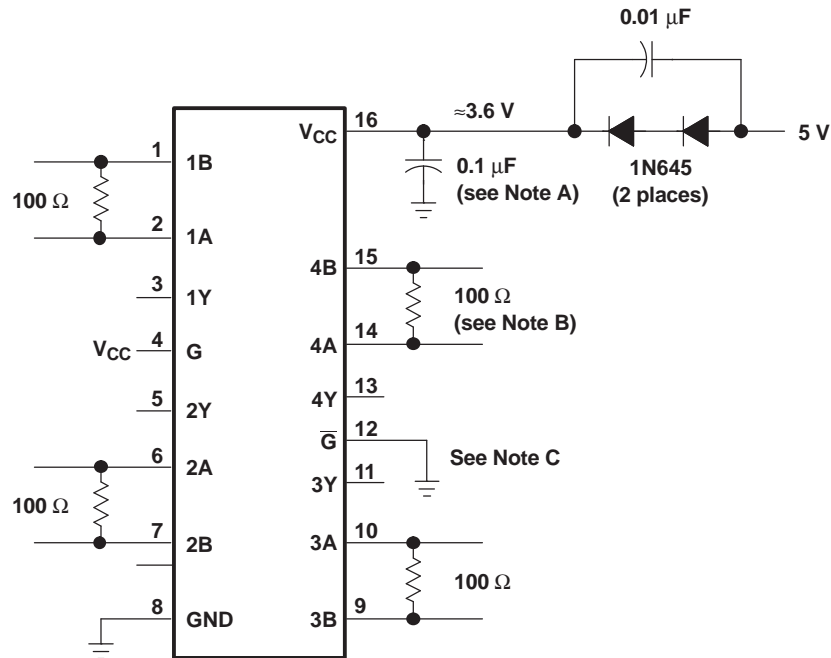 0.01 μF
≈3.6 V
5 V
1N645
(2 places)
0.1 μF
(see Note A)
16
VCC
1
1B
100 Ω
2
1A
3
1Y
VCC
4
G
5
2Y
6
2A
100 Ω
7
2B
8
GND
15
4B
100 Ω
(see Note B)
14
4A
13
4Y
12
G̅
See Note C
11
3Y
10
3A
100 Ω
9
3B